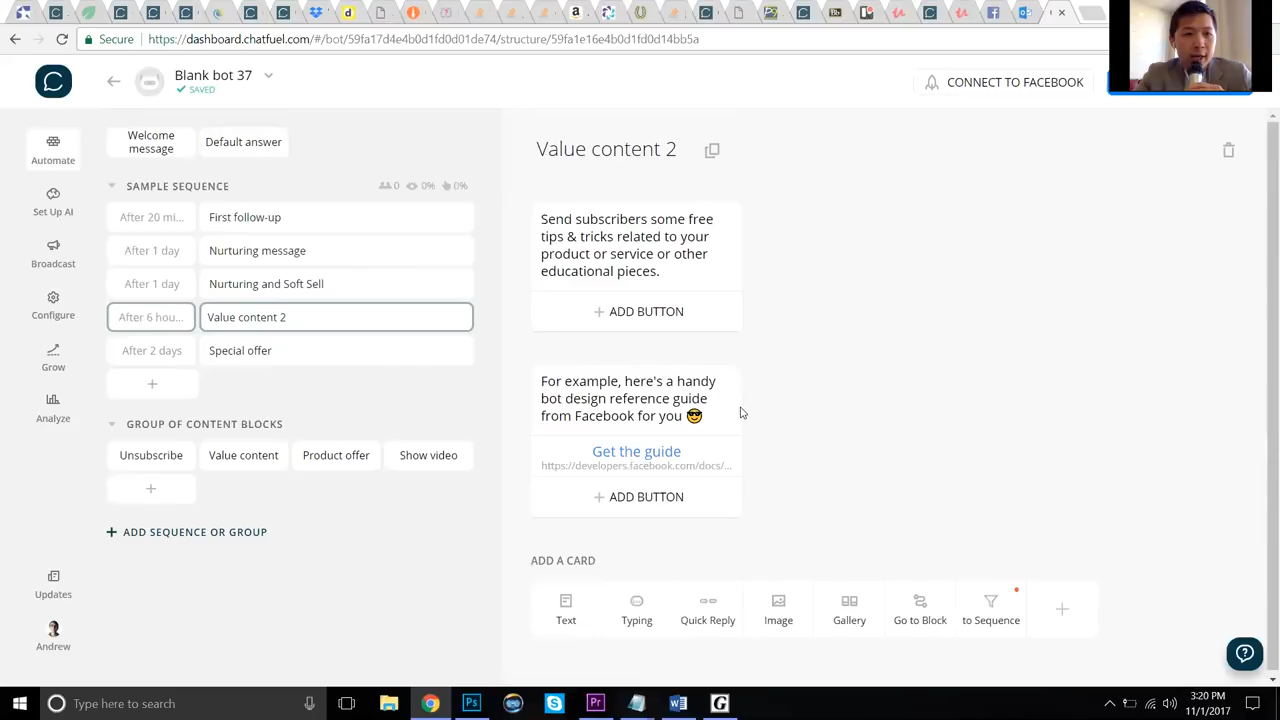 Secure
https://dashboard.chatfuel.com/#/bot/59fa17d4e4b0d1fd0d01de74/structure/59fa1e16e4b0d1fd0d14bb5a
Blank bot 37
SAVED
CONNECT TO FACEBOOK
Automate
Set Up AI
Broadcast
Configure
Grow
Analyze
Updates
Andrew
Welcome
message
Default answer
SAMPLE SEQUENCE
0
0%
0%
After 20 mi...
First follow-up
After 1 day
Nurturing message
After 1 day
Nurturing and Soft Sell
After 6 hou...
Value content 2
After 2 days
Special offer
GROUP OF CONTENT BLOCKS
Unsubscribe
Value content
Product offer
Show video
+ ADD SEQUENCE OR GROUP
Value content 2
Send subscribers some free
tips & tricks related to your
product or service or other
educational pieces.
+ ADD BUTTON
For example, here's a handy
bot design reference guide
from Facebook for you 😎
Get the guide
https://developers.facebook.com/docs/...
+ ADD BUTTON
ADD A CARD
Text
Typing
Quick Reply
Image
Gallery
Go to Block
to Sequence
Type here to search
3:20 PM
11/1/2017